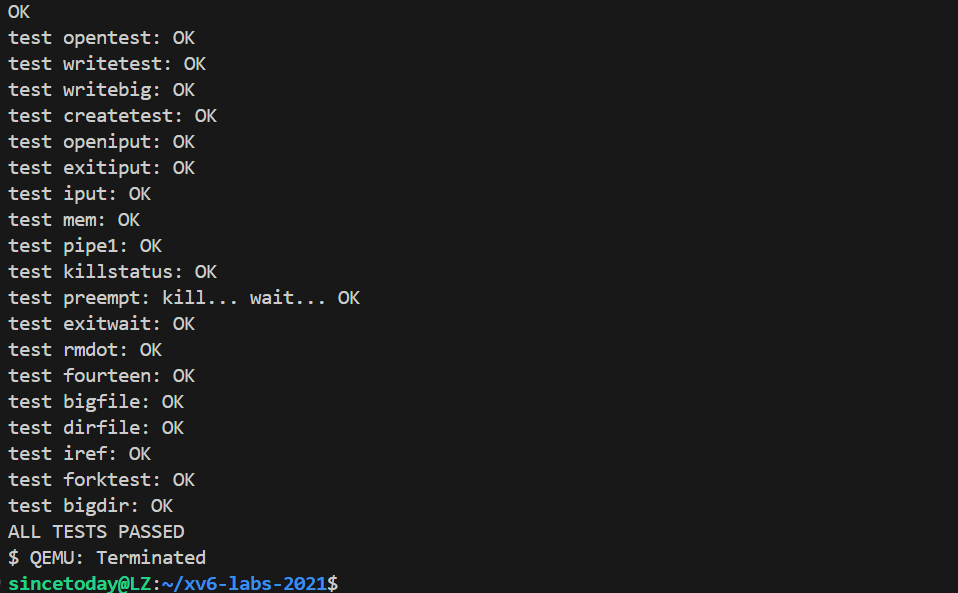 OK
test opentest: OK
test writetest: OK
test writebig: OK
test createtest: OK
test openiput: OK
test exitiput: OK
test iput: OK
test mem: OK
test pipe1: OK
test killstatus: OK
test preempt: kill... wait... OK
test exitwait: OK
test rmdot: OK
test fourteen: OK
test bigfile: OK
test dirfile: OK
test iref: OK
test forktest: OK
test bigdir: OK
ALL TESTS PASSED
$ QEMU: Terminated
sincetoday@LZ:~/xv6-labs-2021$